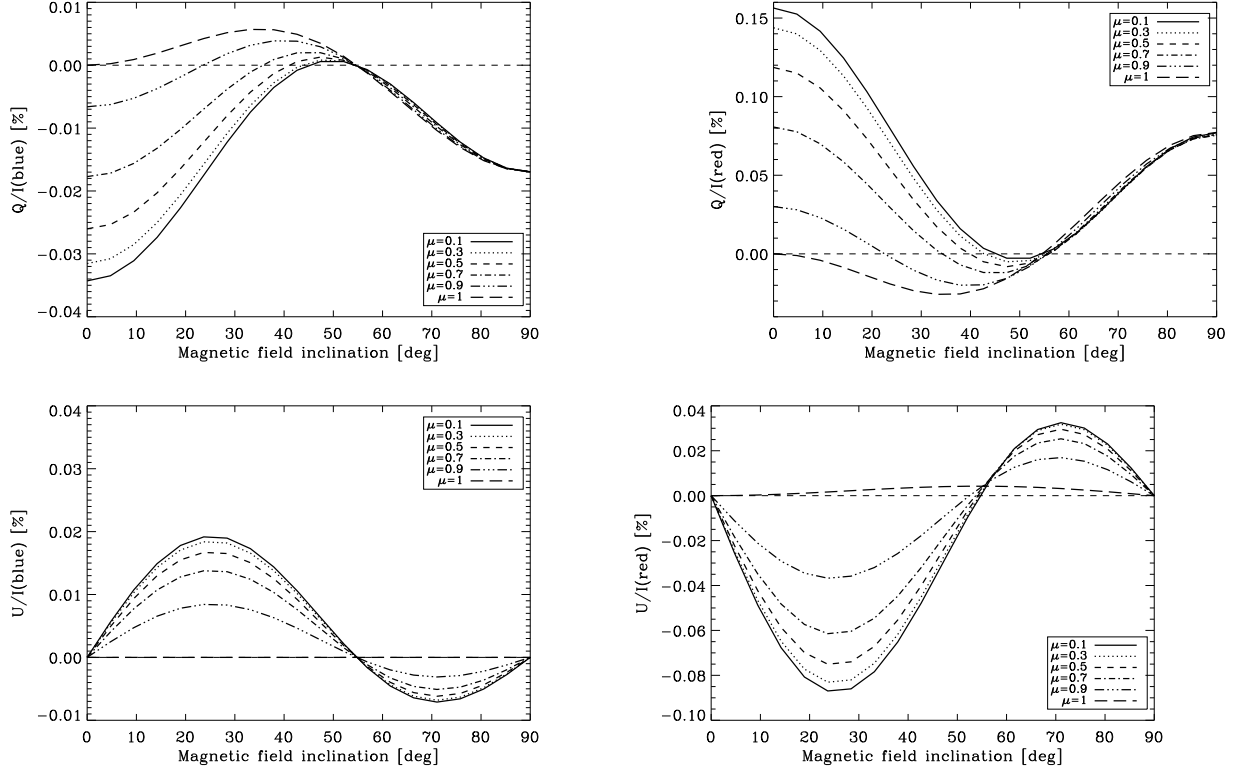 Q/I(blue) [%]
0.01
0.00
−0.01
−0.02
−0.03
−0.04
μ=0.1
μ=0.3
μ=0.5
μ=0.7
μ=0.9
μ=1
0 10 20 30 40 50 60 70 80 90
Magnetic field inclination [deg]
Q/I(red) [%]
0.15
0.10
0.05
0.00
μ=0.1
μ=0.3
μ=0.5
μ=0.7
μ=0.9
μ=1
0 10 20 30 40 50 60 70 80 90
Magnetic field inclination [deg]
U/I(blue) [%]
0.04
0.03
0.02
0.01
0.00
−0.01
μ=0.1
μ=0.3
μ=0.5
μ=0.7
μ=0.9
μ=1
0 10 20 30 40 50 60 70 80 90
Magnetic field inclination [deg]
U/I(red) [%]
0.04
0.02
0.00
−0.02
−0.04
−0.06
−0.08
−0.10
μ=0.1
μ=0.3
μ=0.5
μ=0.7
μ=0.9
μ=1
0 10 20 30 40 50 60 70 80 90
Magnetic field inclination [deg]